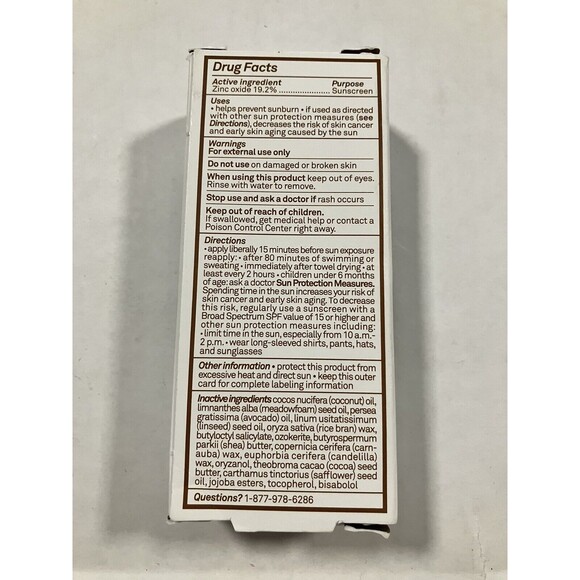 Drug Facts
Active ingredient Purpose
Zinc oxide 19.2% ...................... Sunscreen
Uses
• helps prevent sunburn • if used as directed
with other sun protection measures (see
Directions), decreases the risk of skin cancer
and early skin aging caused by the sun
Warnings
For external use only
Do not use on damaged or broken skin
When using this product keep out of eyes.
Rinse with water to remove.
Stop use and ask a doctor if rash occurs
Keep out of reach of children.
If swallowed, get medical help or contact a
Poison Control Center right away.
Directions
• apply liberally 15 minutes before sun exposure
reapply: • after 80 minutes of swimming or
sweating • immediately after towel drying • at
least every 2 hours • children under 6 months
of age: ask a doctor Sun Protection Measures.
Spending time in the sun increases your risk of
skin cancer and early skin aging. To decrease
this risk, regularly use a sunscreen with a
Broad Spectrum SPF value of 15 or higher and
other sun protection measures including:
• limit time in the sun, especially from 10 a.m.-
2 p.m. • wear long-sleeved shirts, pants, hats,
and sunglasses
Other information • protect this product from
excessive heat and direct sun • keep this outer
card for complete labeling information
Inactive ingredients cocos nucifera (coconut) oil,
limnanthes alba (meadowfoam) seed oil, persea
gratissima (avocado) oil, linum usitatissimum
(linseed) seed oil, oryza sativa (rice bran) wax,
butyloctyl salicylate, ozokerite, butyrospermum
parkii (shea) butter, copernicia cerifera (carn-
auba) wax, euphorbia cerifera (candelilla)
wax, oryzanol, theobroma cacao (cocoa) seed
butter, carthamus tinctorius (safflower) seed
oil, jojoba esters, tocopherol, bisabolol
Questions? 1-877-978-6286